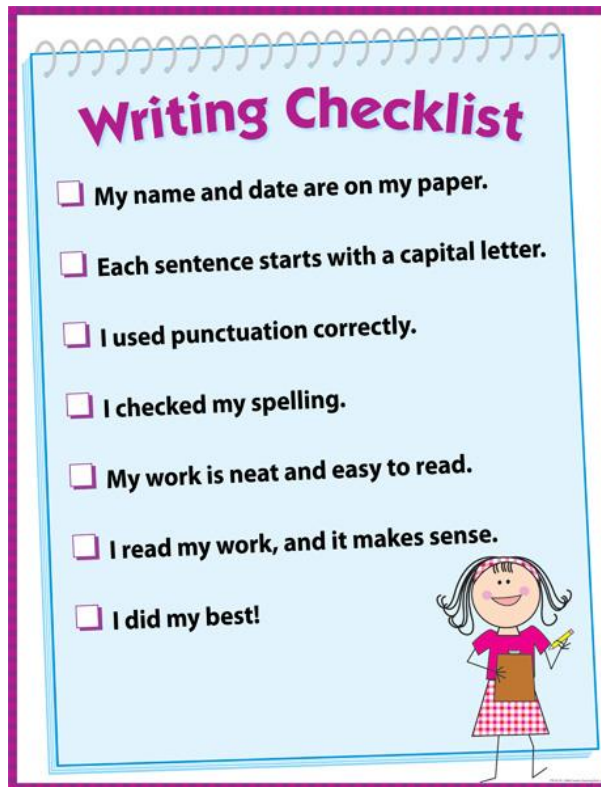 Writing Checklist
My name and date are on my paper.
Each sentence starts with a capital letter.
I used punctuation correctly.
I checked my spelling.
My work is neat and easy to read.
I read my work, and it makes sense.
I did my best!